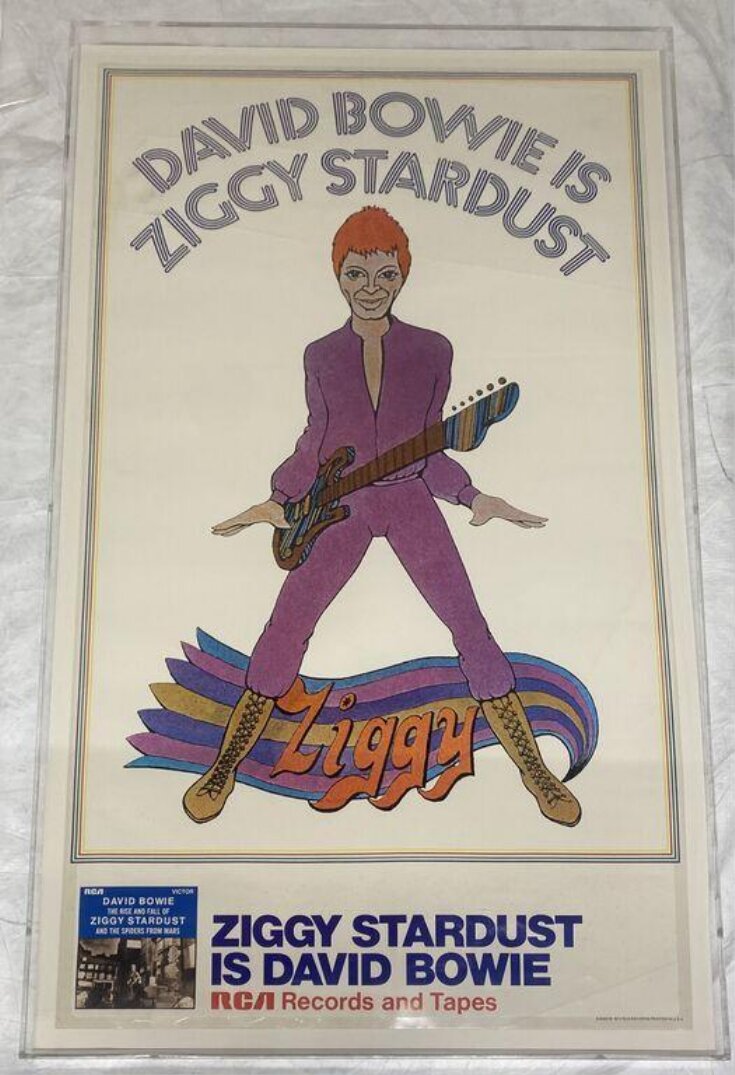 DAVID BOWIE IS
ZIGGY STARDUST
Ziggy
RCA VICTOR
DAVID BOWIE
THE RISE AND FALL OF
ZIGGY STARDUST
AND THE SPIDERS FROM MARS
ZIGGY STARDUST
IS DAVID BOWIE
RCA Records and Tapes